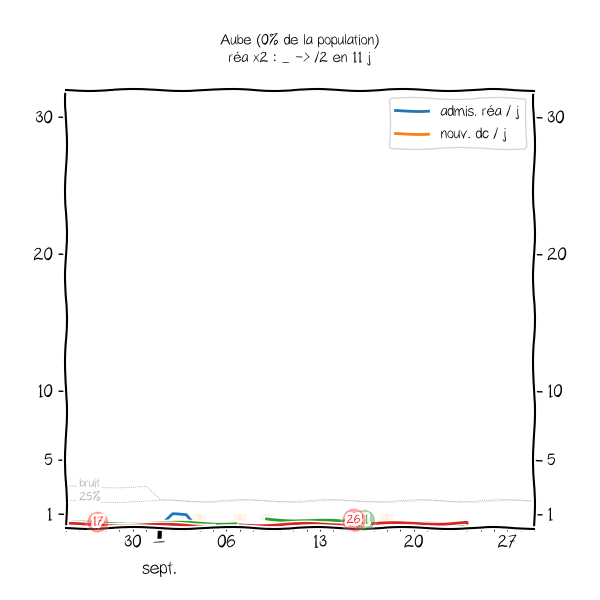 Aube (0% de la population)
réa x2 : _ -> /2 en 11 j
admis. réa / j
nouv. dc / j
30 30
20 20
10 10
5 5
bruit
25%
1 17 26 1 1
30 06 13 20 27
sept.